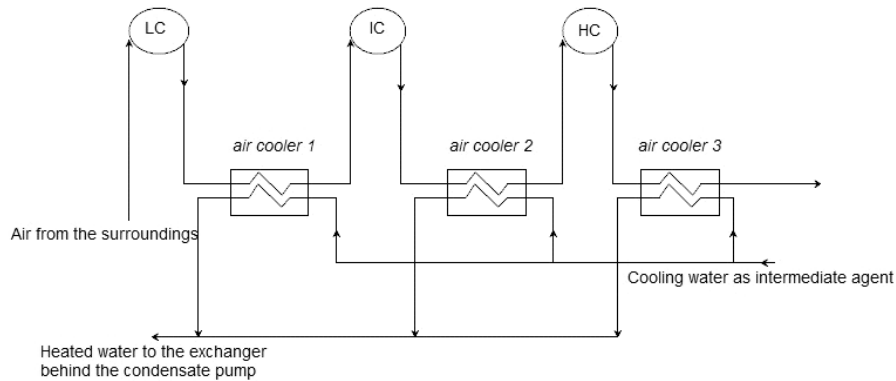 LC
IC
HC
air cooler 1
air cooler 2
air cooler 3
Air from the surroundings
Cooling water as intermediate agent
Heated water to the exchanger
behind the condensate pump